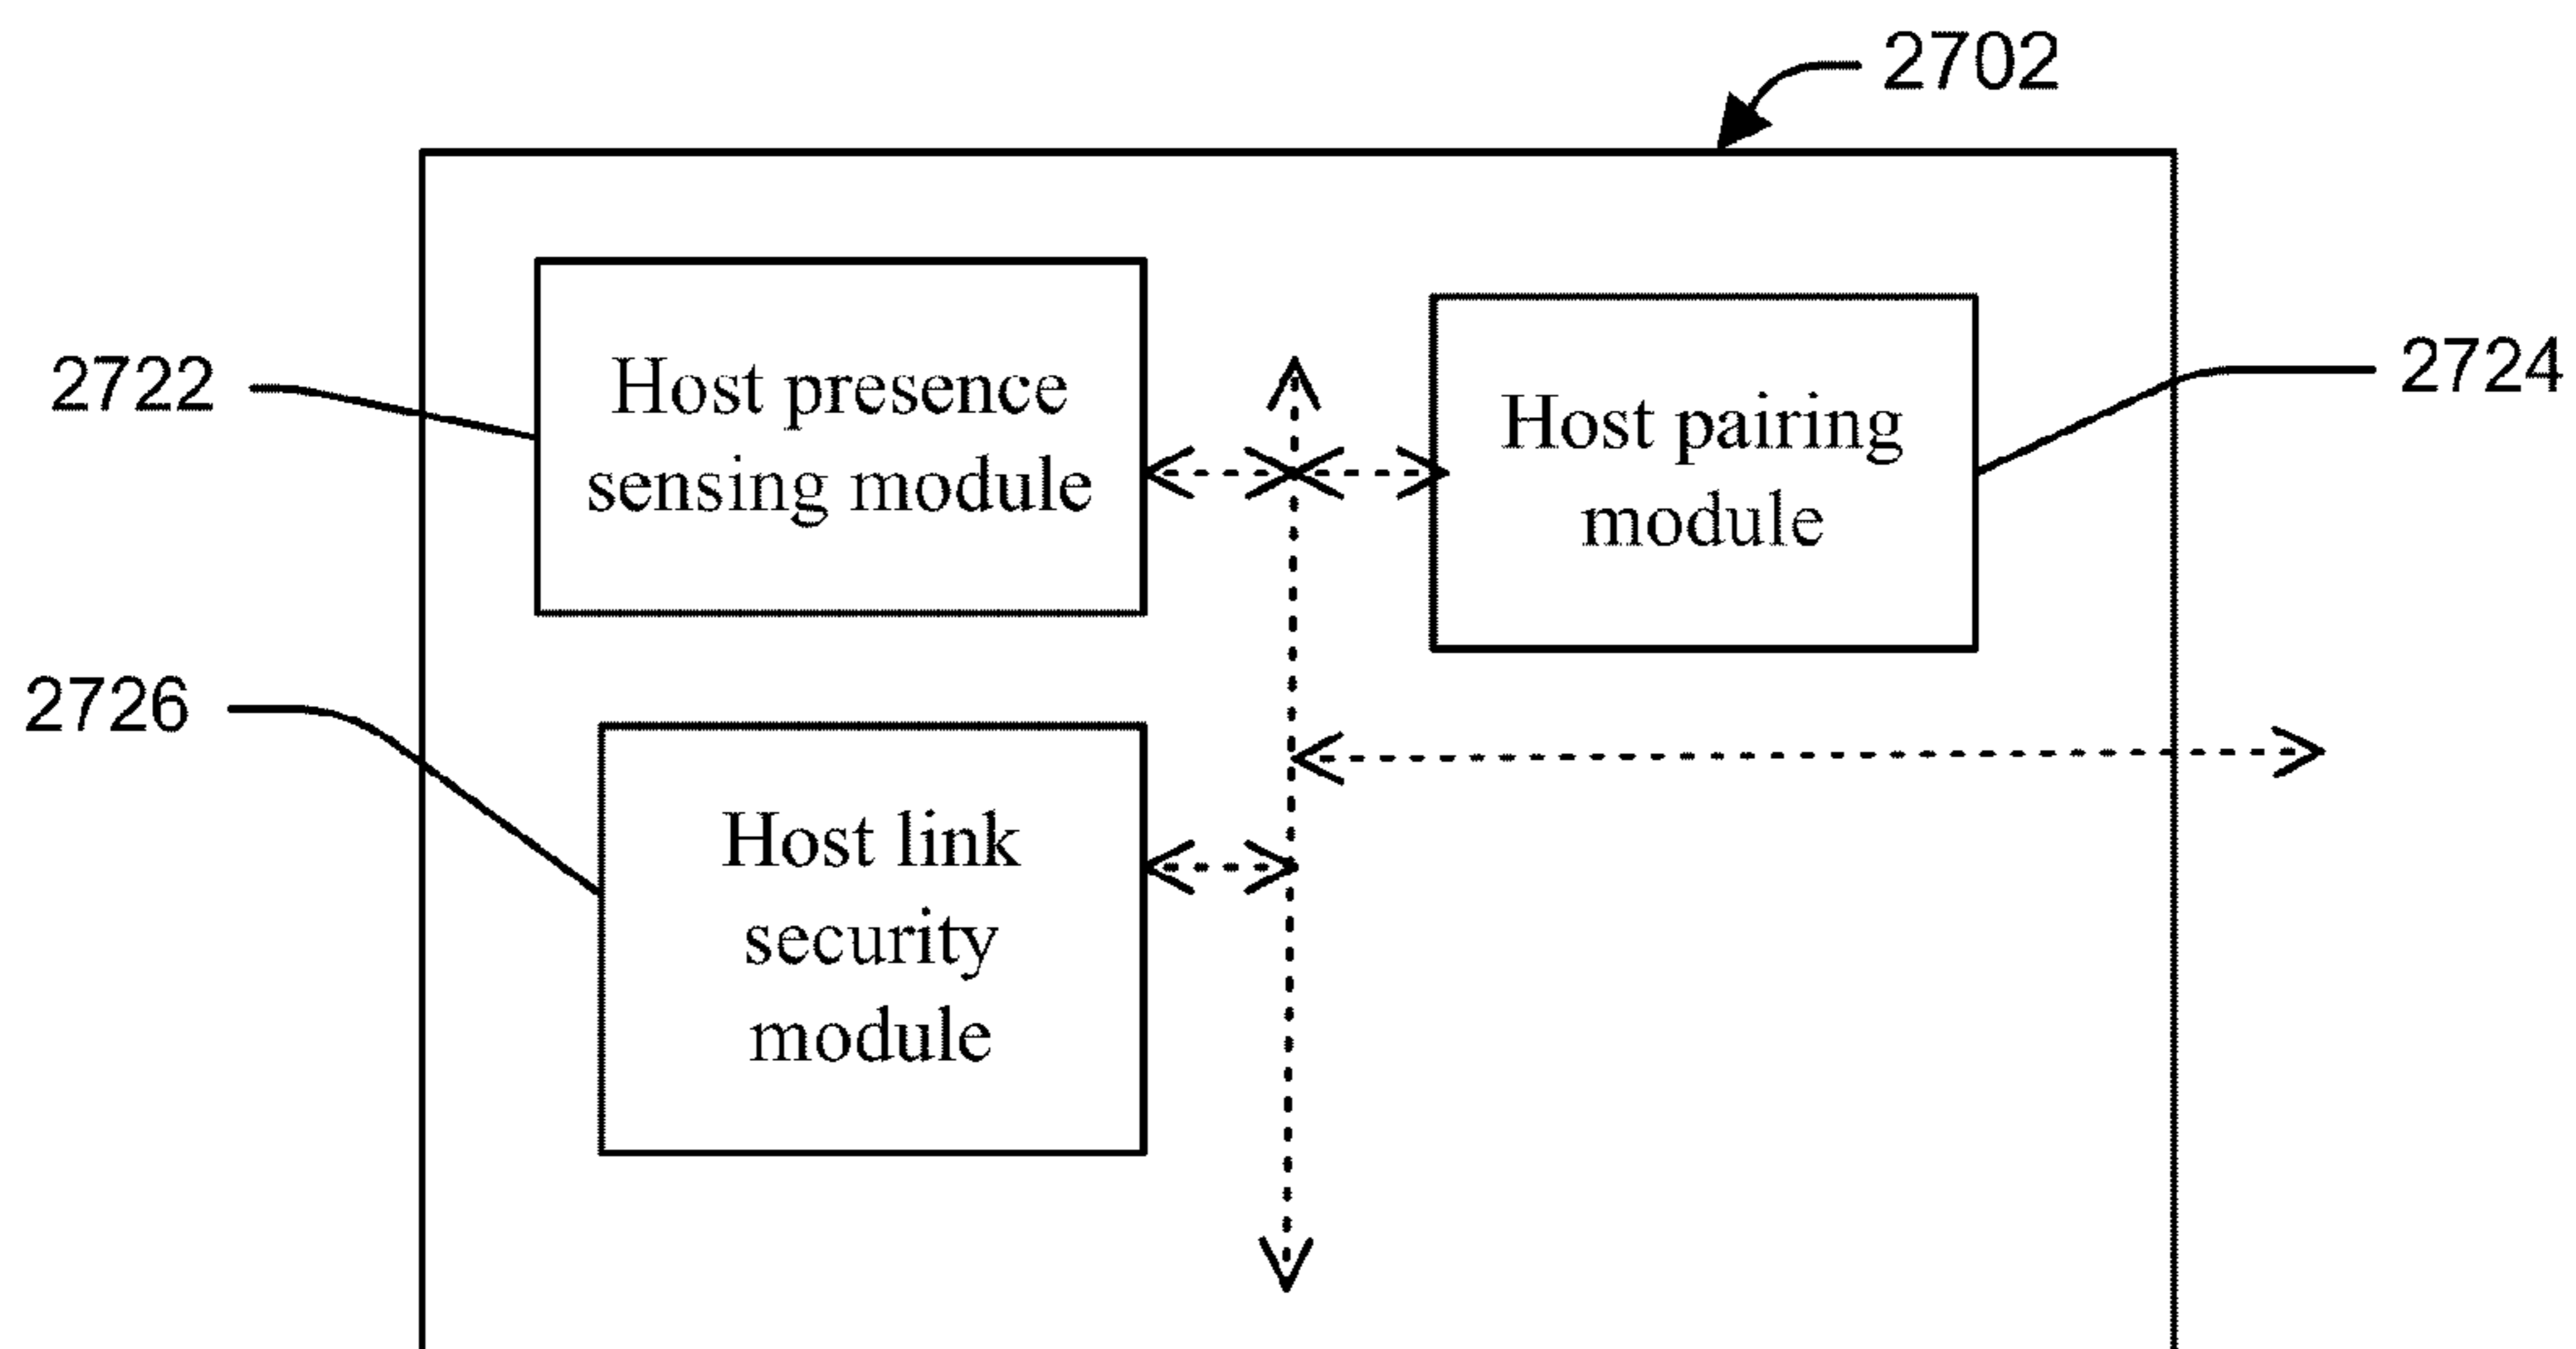 2702
2722
Host presence
sensing module
Host pairing
module
2724
2726
Host link
security
module